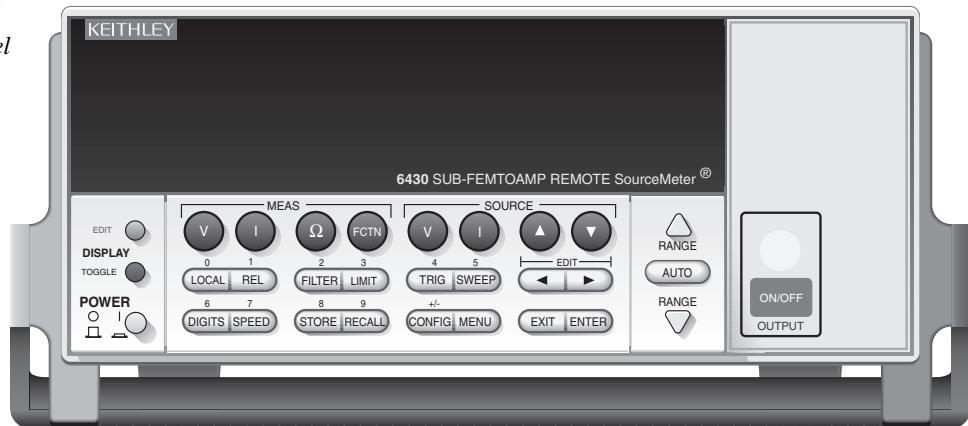 el
KEITHLEY
6430 SUB-FEMTOAMP REMOTE SourceMeter ®
MEAS
SOURCE
EDIT
DISPLAY
TOGGLE
POWER
V I Ω FCTN
V I
0 1 2 3 4 5
EDIT
LOCAL REL FILTER LIMIT TRIG SWEEP
6 7 8 9 +/-
DIGITS SPEED STORE RECALL CONFIG MENU EXIT ENTER
RANGE
AUTO
RANGE
ON/OFF
OUTPUT